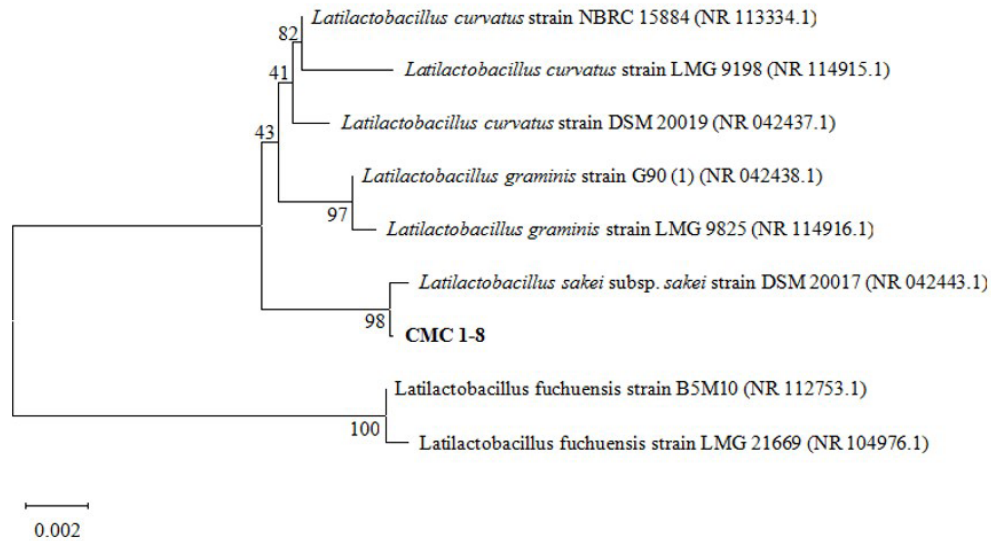 Latilactobacillus curvatus strain NBRC 15884 (NR 113334.1)
82
Latilactobacillus curvatus strain LMG 9198 (NR 114915.1)
41
Latilactobacillus curvatus strain DSM 20019 (NR 042437.1)
43
Latilactobacillus graminis strain G90 (1) (NR 042438.1)
97
Latilactobacillus graminis strain LMG 9825 (NR 114916.1)
Latilactobacillus sakei subsp. sakei strain DSM 20017 (NR 042443.1)
98
CMC 1-8
Latilactobacillus fuchuensis strain B5M10 (NR 112753.1)
100
Latilactobacillus fuchuensis strain LMG 21669 (NR 104976.1)
0.002